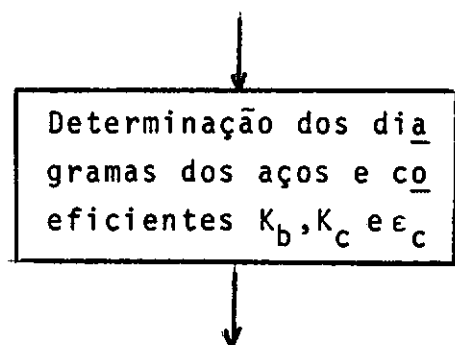 Determinação dos dia
gramas dos aços e co
eficientes K_b, K_c e ε_c